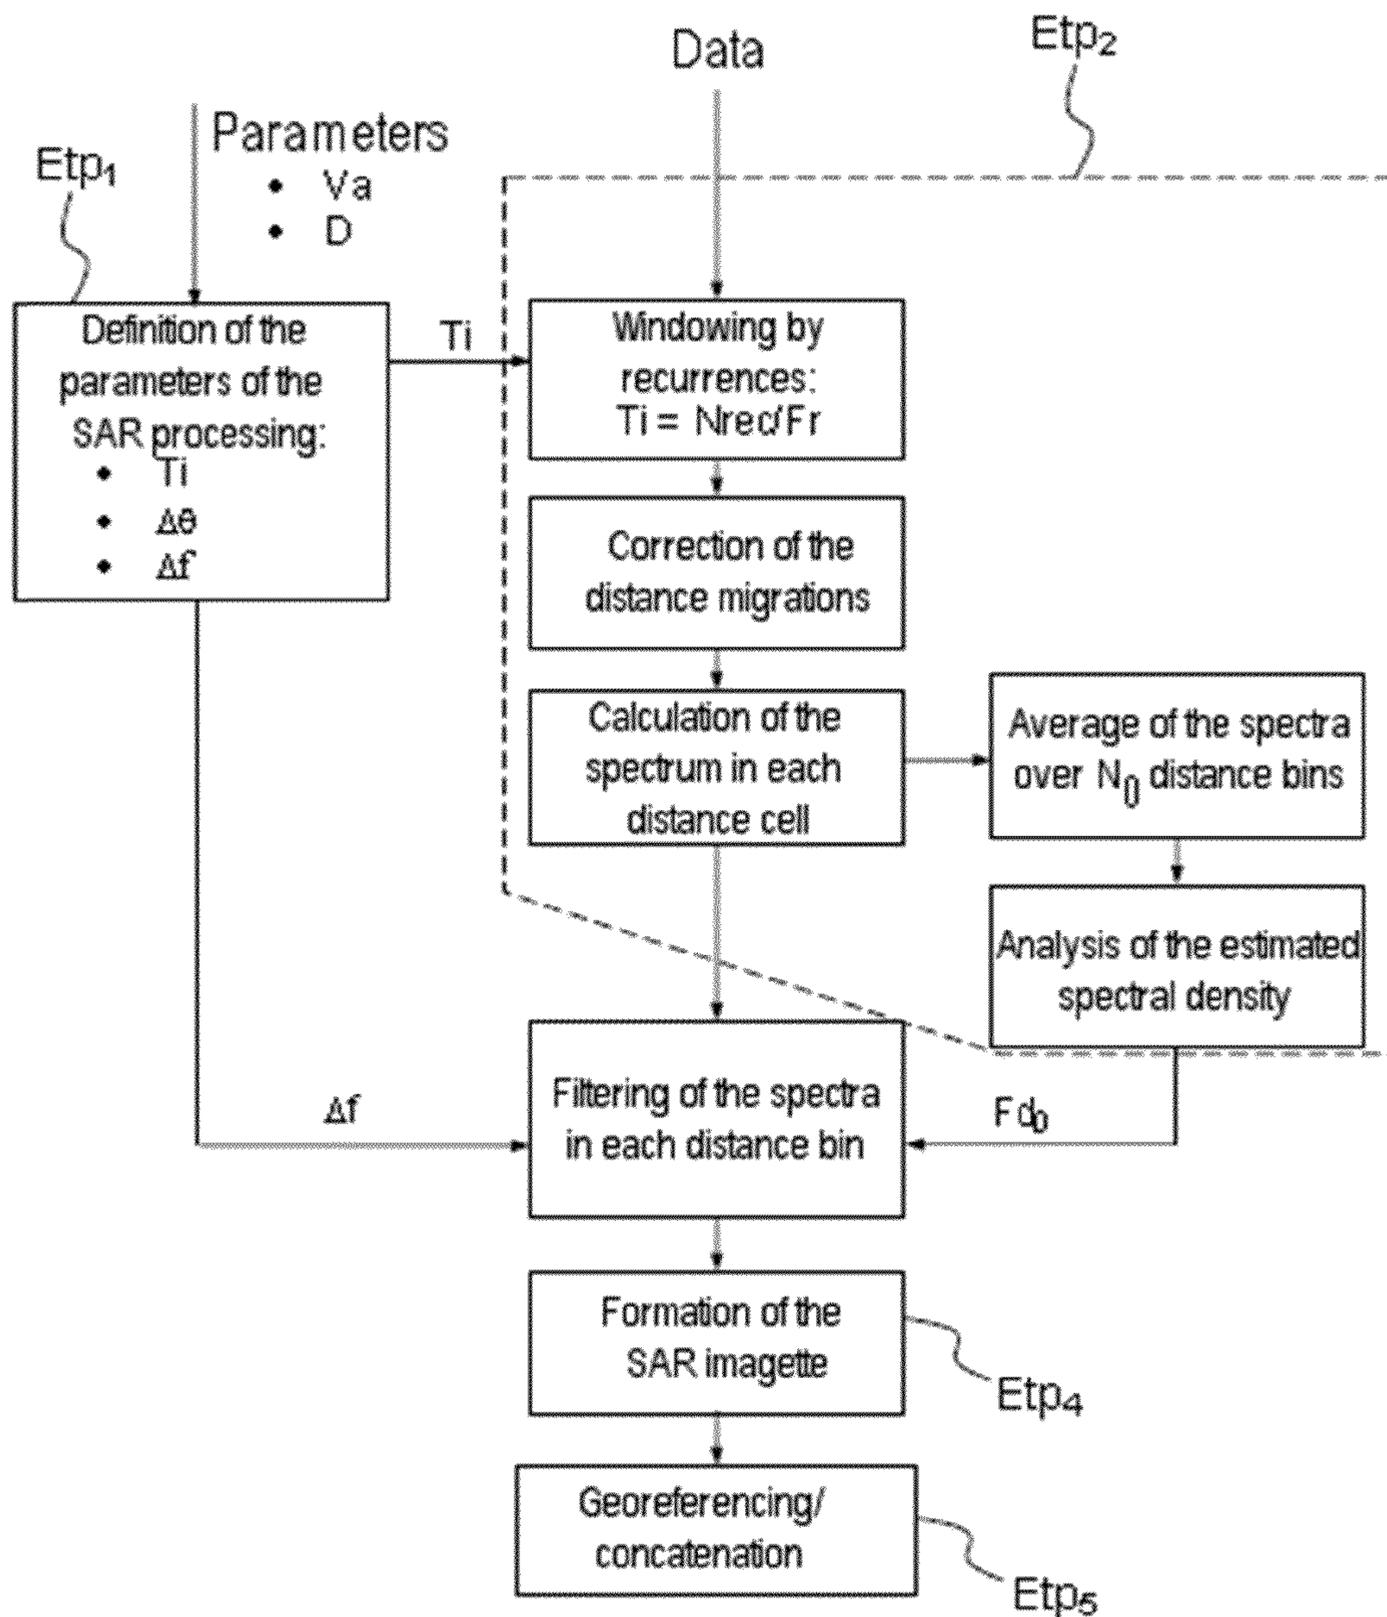 Data
Etp₂
Parameters
• Va
• D
Etp₁
Definition of the
parameters of the
SAR processing:
• Ti
• Δθ
• Δf
Ti
Windowing by
recurrences:
Ti = Nrec/Fr
Correction of the
distance migrations
Calculation of the
spectrum in each
distance cell
Average of the spectra
over N₀ distance bins
Analysis of the estimated
spectral density
Δf
Filtering of the spectra
in each distance bin
Fd₀
Formation of the
SAR imagette
Etp₄
Georeferencing/
concatenation
Etp₅